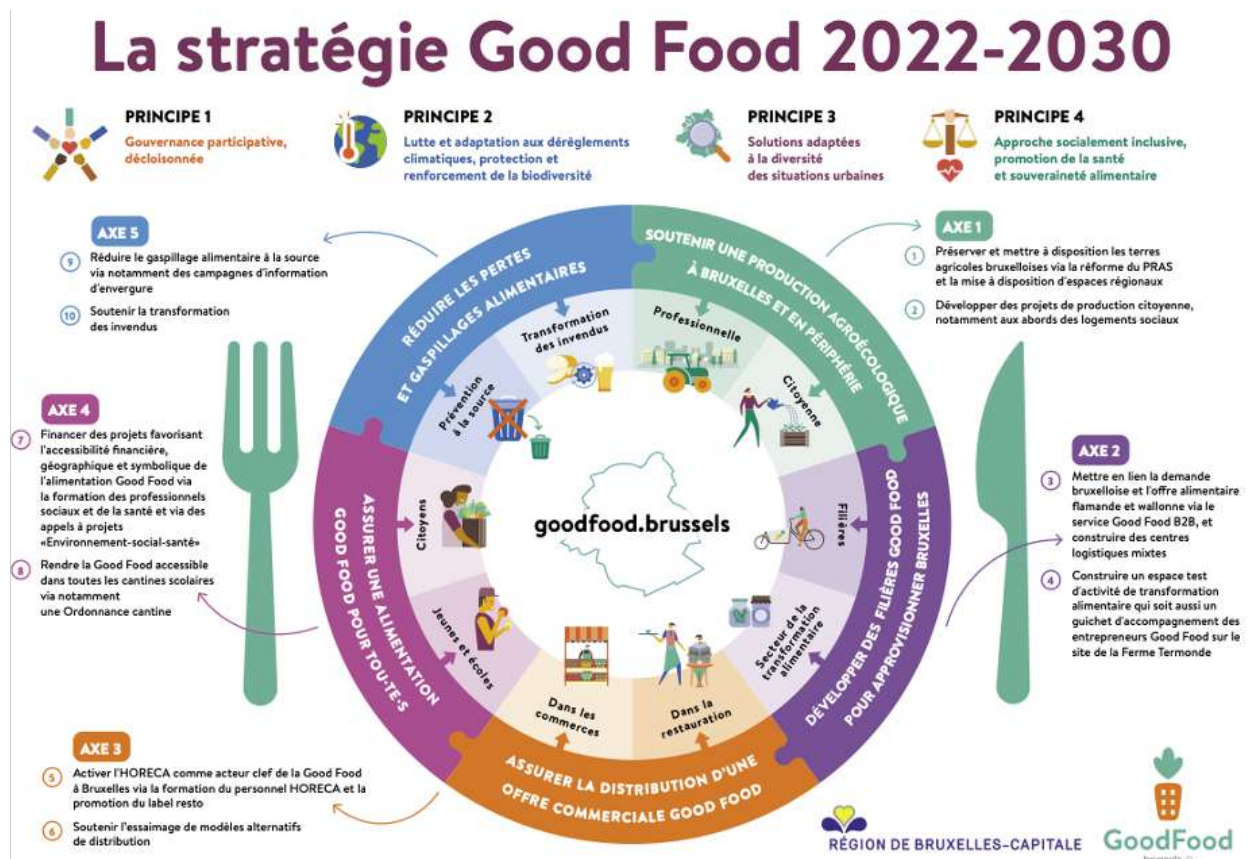 La stratégie Good Food 2022-2030
PRINCIPE 1
Gouvernance participative,
décloisonnée
PRINCIPE 2
Lutte et adaptation aux dérèglements
climatiques, protection et
renforcement de la biodiversité
PRINCIPE 3
Solutions adaptées
à la diversité
des situations urbaines
PRINCIPE 4
Approche socialement inclusive,
promotion de la santé
et souveraineté alimentaire
AXE 5
9 Réduire le gaspillage alimentaire à la source
via notamment des campagnes d'information
d'envergure
10 Soutenir la transformation
des invendus
AXE 4
7 Financer des projets favorisant
l'accessibilité financière,
géographique et symbolique de
l'alimentation Good Food via
la formation des professionnels
sociaux et de la santé et via des
appels à projets
«Environnement-social-santé»
8 Rendre la Good Food accessible
dans toutes les cantines scolaires
via notamment
une Ordonnance cantine
AXE 3
5 Activer l'HORECA comme acteur clef de la Good Food
à Bruxelles via la formation du personnel HORECA et la
promotion du label resto
6 Soutenir l'essaimage de modèles alternatifs
de distribution
RÉDUIRE LES PERTES
ET GASPILLAGES ALIMENTAIRES
Transformation
des invendus
Prévention
à la source
SOUTENIR UNE PRODUCTION AGROÉCOLOGIQUE
À BRUXELLES ET EN PÉRIPHÉRIE
Professionnelle
Citoyenne
DÉVELOPPER DES FILIÈRES GOOD FOOD
POUR APPROVISIONNER BRUXELLES
Filières
Secteur de la
transformation
alimentaire
ASSURER LA DISTRIBUTION D'UNE
OFFRE COMMERCIALE GOOD FOOD
Dans la
restauration
Dans les
commerces
ASSURER UNE ALIMENTATION
GOOD FOOD POUR TOU·TE·S
Jeunes et écoles
Citoyens
goodfood.brussels
AXE 1
1 Préserver et mettre à disposition les terres
agricoles bruxelloises via la réforme du PRAS
et la mise à disposition d'espaces régionaux
2 Développer des projets de production citoyenne,
notamment aux abords des logements sociaux
AXE 2
3 Mettre en lien la demande
bruxelloise et l'offre alimentaire
flamande et wallonne via le
service Good Food B2B, et
construire des centres
logistiques mixtes
4 Construire un espace test
d'activité de transformation
alimentaire qui soit aussi un
guichet d'accompagnement des
entrepreneurs Good Food sur le
site de la Ferme Termonde
RÉGION DE BRUXELLES-CAPITALE
GoodFood